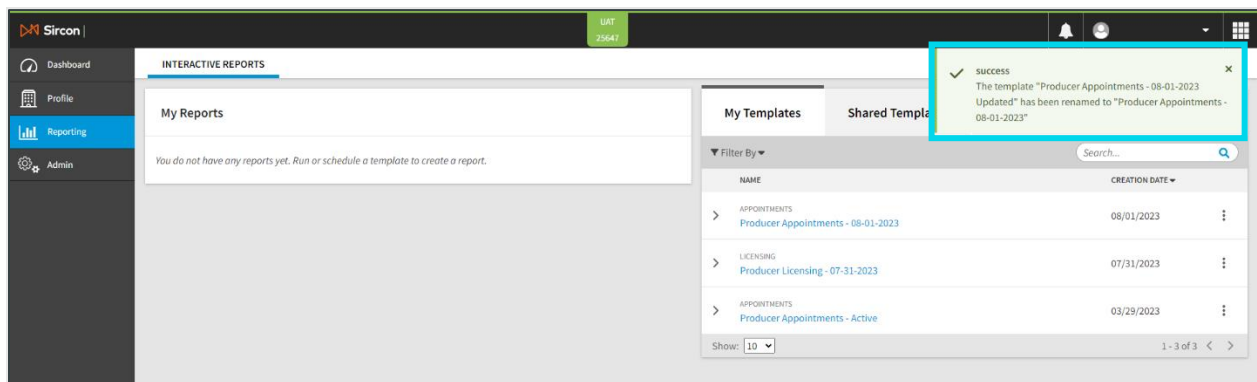 Sircon |
UAT
25647
Dashboard
Profile
Reporting
Admin
INTERACTIVE REPORTS
success
The template "Producer Appointments - 08-01-2023
Updated" has been renamed to "Producer Appointments -
08-01-2023"
My Reports
You do not have any reports yet. Run or schedule a template to create a report.
My Templates
Shared Templa
Filter By
Search...
NAME
CREATION DATE
APPOINTMENTS
Producer Appointments - 08-01-2023
08/01/2023
LICENSING
Producer Licensing - 07-31-2023
07/31/2023
APPOINTMENTS
Producer Appointments - Active
03/29/2023
Show: 10
1 - 3 of 3